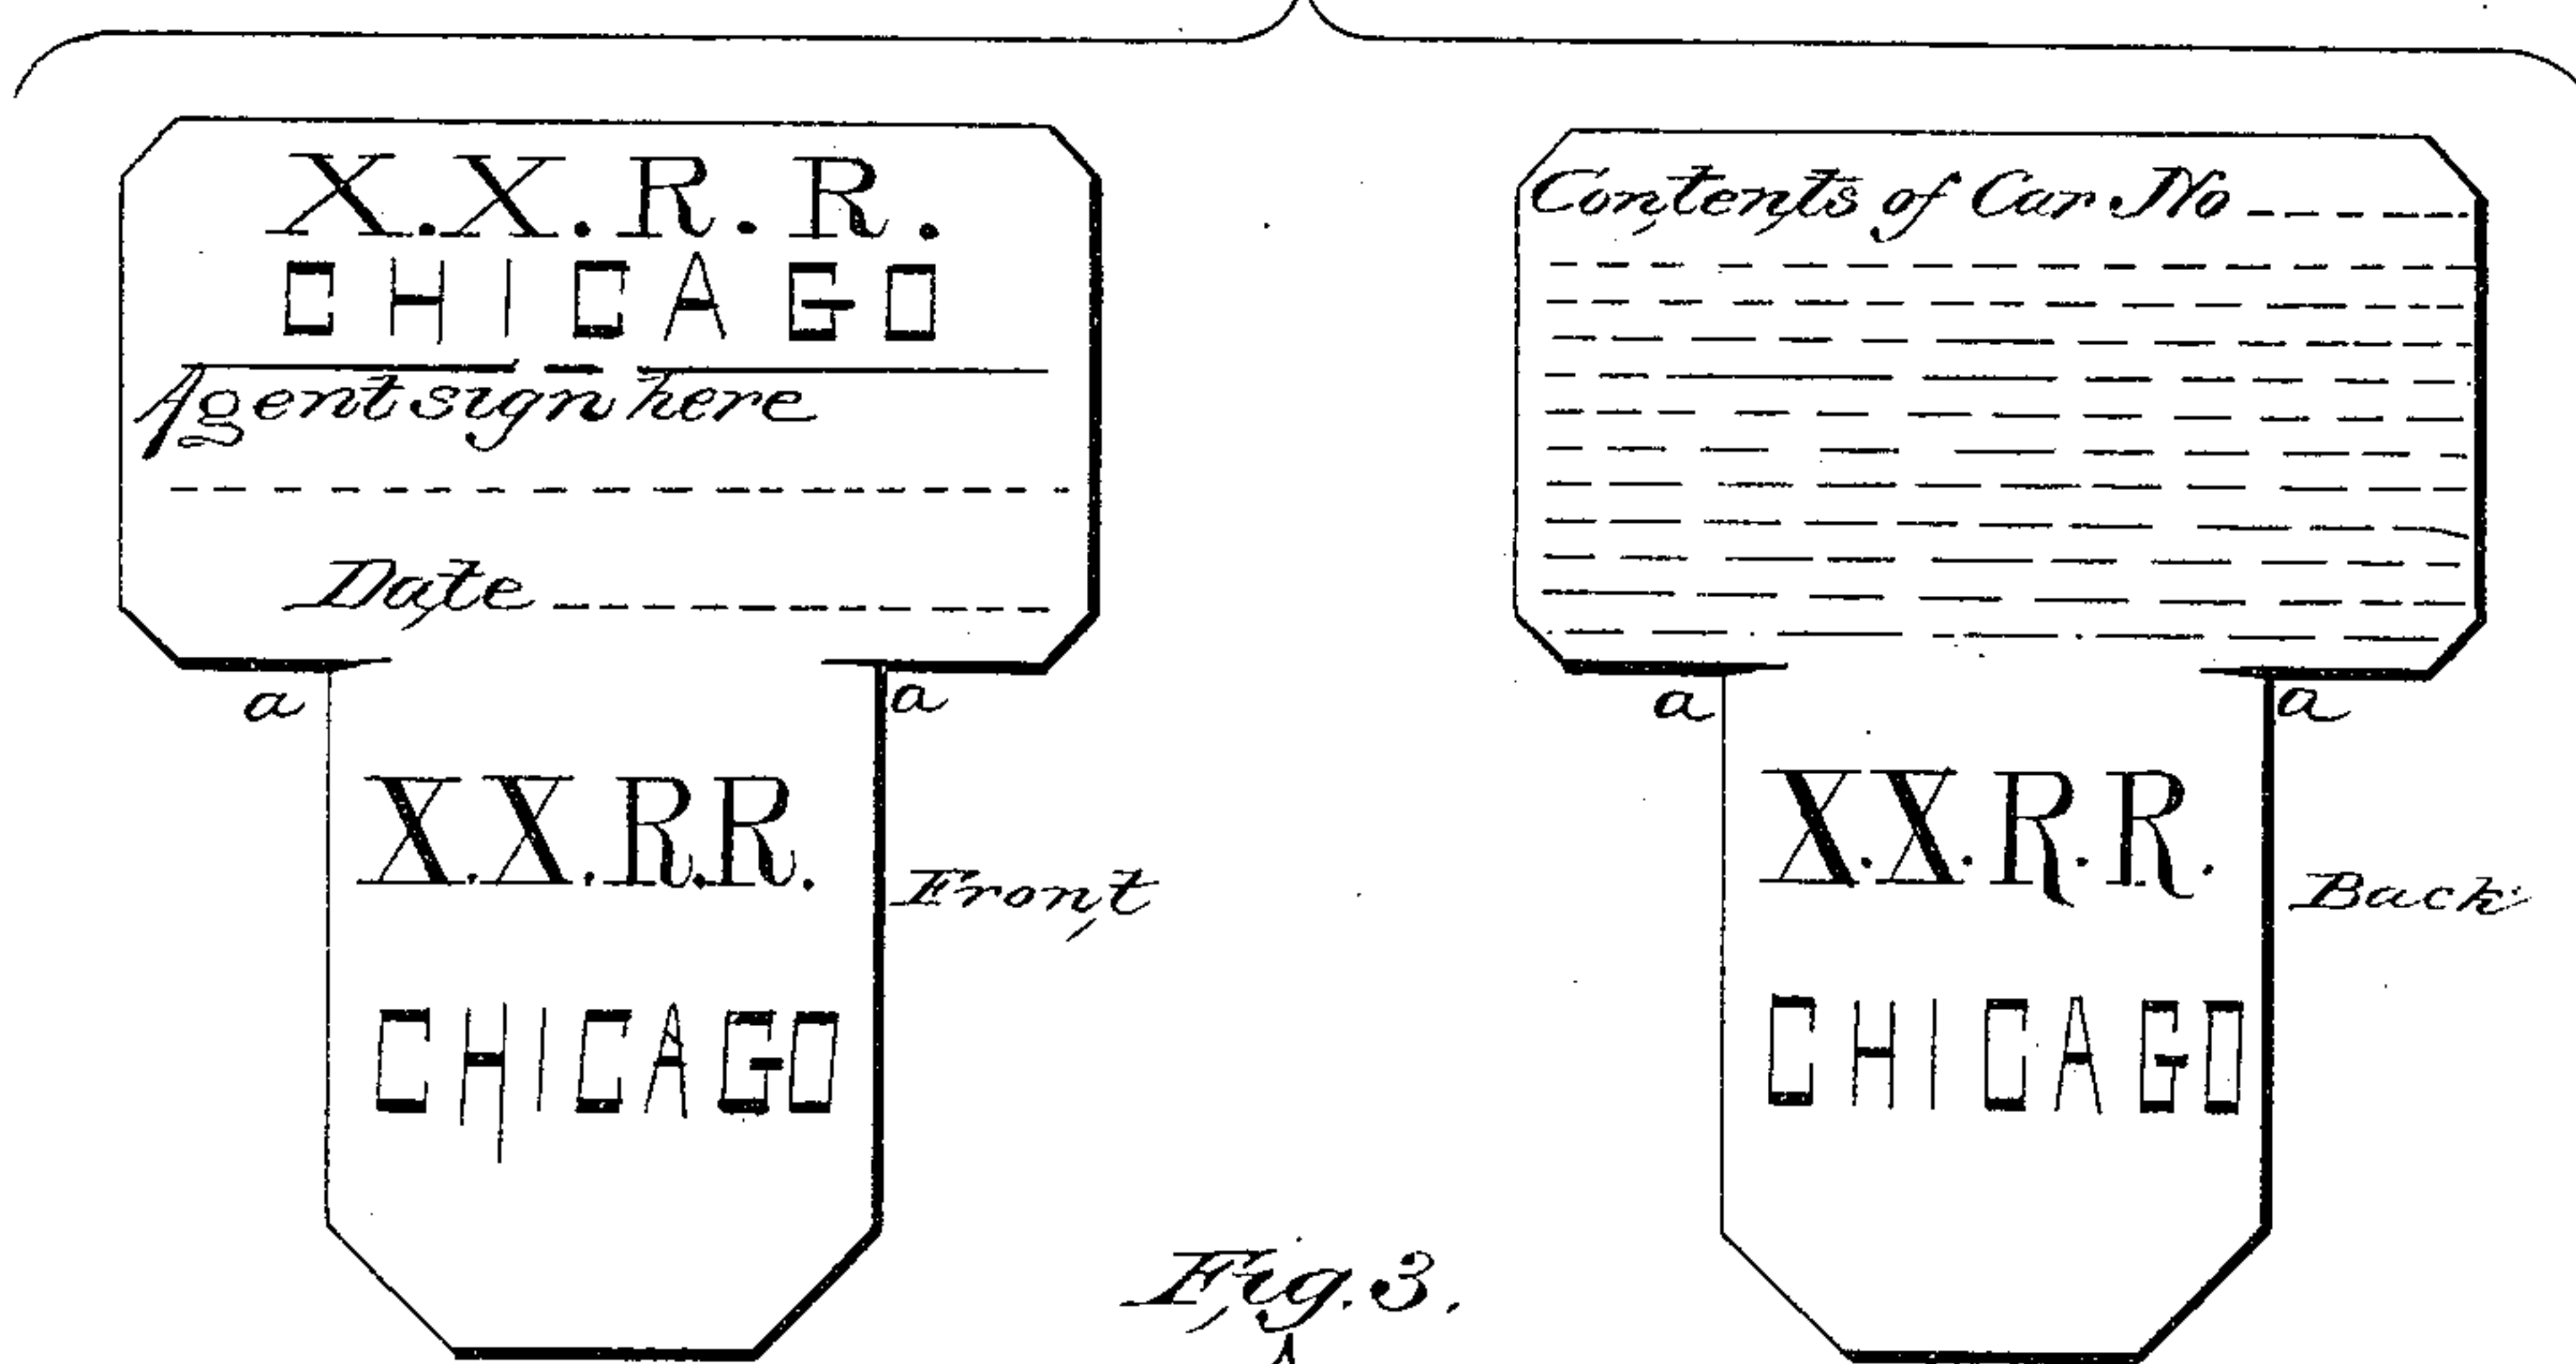 X.X.R.R.
CHICAGO
Agent sign here
Date
a a
X.X.R.R.
Front
CHICAGO
Contents of Car No
a a
X.X.R.R.
Back
CHICAGO
Fig. 3.